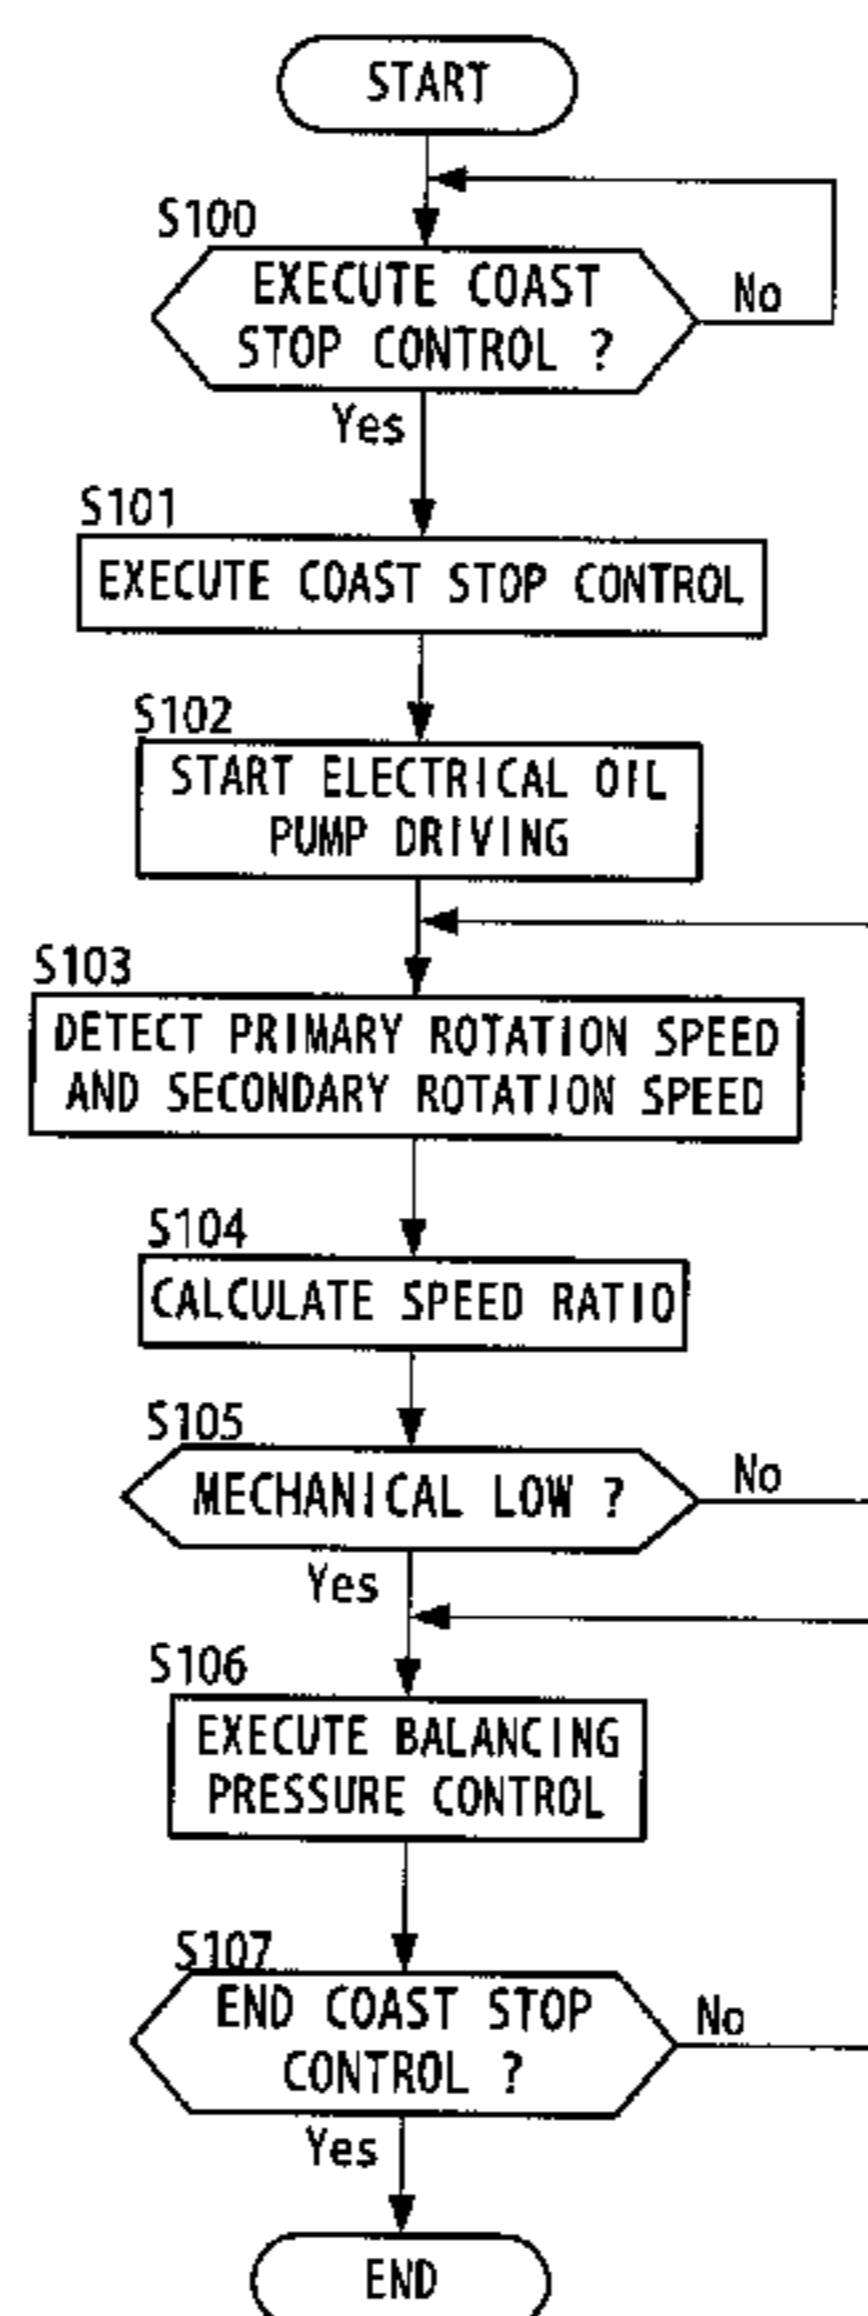 START
S100
EXECUTE COAST
STOP CONTROL ?
No
Yes
S101
EXECUTE COAST STOP CONTROL
S102
START ELECTRICAL OIL
PUMP DRIVING
S103
DETECT PRIMARY ROTATION SPEED
AND SECONDARY ROTATION SPEED
S104
CALCULATE SPEED RATIO
S105
MECHANICAL LOW ?
No
Yes
S106
EXECUTE BALANCING
PRESSURE CONTROL
S107
END COAST STOP
CONTROL ?
No
Yes
END